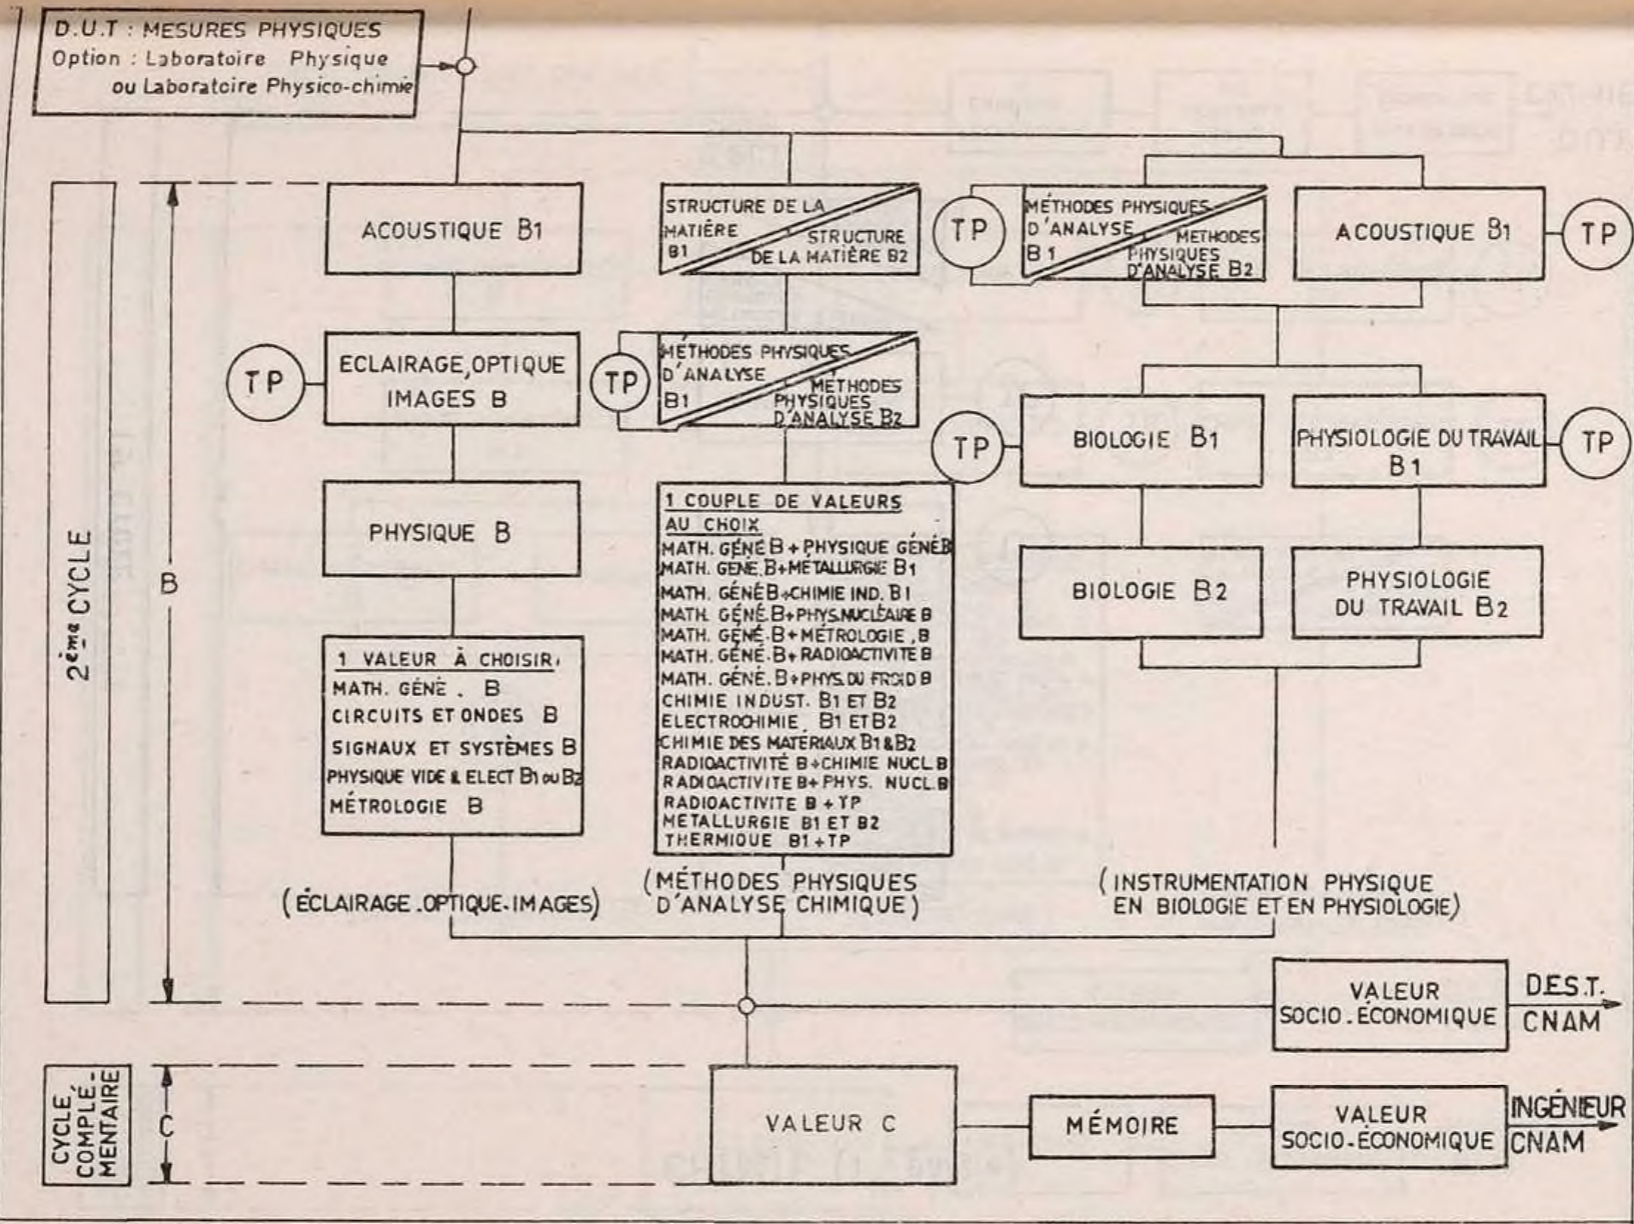 D.U.T : MESURES PHYSIQUES
Option : Laboratoire Physique
ou Laboratoire Physico-chimie
2ème CYCLE
B
ACOUSTIQUE B1
TP
ECLAIRAGE, OPTIQUE
IMAGES B
PHYSIQUE B
1 VALEUR À CHOISIR
MATH. GÉNÉ. B
CIRCUITS ET ONDES B
SIGNAUX ET SYSTÈMES B
PHYSIQUE VIDE & ELECT B1 ou B2
MÉTROLOGIE B
(ÉCLAIRAGE-OPTIQUE-IMAGES)
STRUCTURE DE LA
MATIÈRE
B1
STRUCTURE
DE LA MATIÈRE B2
TP
MÉTHODES PHYSIQUES
D'ANALYSE
B1
MÉTHODES
PHYSIQUES
D'ANALYSE B2
1 COUPLE DE VALEURS
AU CHOIX
MATH. GÉNÉ B + PHYSIQUE GÉNÉ B
MATH. GÉNÉ. B + MÉTALLURGIE B1
MATH. GÉNÉ B + CHIMIE IND. B1
MATH. GÉNÉ. B + PHYS. NUCLÉAIRE B
MATH. GÉNÉ. B + MÉTROLOGIE . B
MATH. GÉNÉ. B + RADIOACTIVITÉ B
MATH. GÉNÉ. B + PHYS. DU FROID B
CHIMIE INDUST. B1 ET B2
ELECTROCHIMIE. B1 ET B2
CHIMIE DES MATÉRIAUX B1 & B2
RADIOACTIVITÉ B + CHIMIE NUCL. B
RADIOACTIVITE B + PHYS. NUCL. B
RADIOACTIVITE B + TP
METALLURGIE B1 ET B2
THERMIQUE B1 + TP
(MÉTHODES PHYSIQUES
D'ANALYSE CHIMIQUE)
TP
MÉTHODES PHYSIQUES
D'ANALYSE
B1
METHODES
PHYSIQUES
D'ANALYSE B2
ACOUSTIQUE B1
TP
TP
BIOLOGIE B1
PHYSIOLOGIE DU TRAVAIL
B1
TP
BIOLOGIE B2
PHYSIOLOGIE
DU TRAVAIL B2
(INSTRUMENTATION PHYSIQUE
EN BIOLOGIE ET EN PHYSIOLOGIE)
VALEUR
SOCIO-ÉCONOMIQUE
D.E.S.T.
CNAM
CYCLE
COMPLÉ-
MENTAIRE
C
VALEUR C
MÉMOIRE
VALEUR
SOCIO-ÉCONOMIQUE
INGÉNIEUR
CNAM